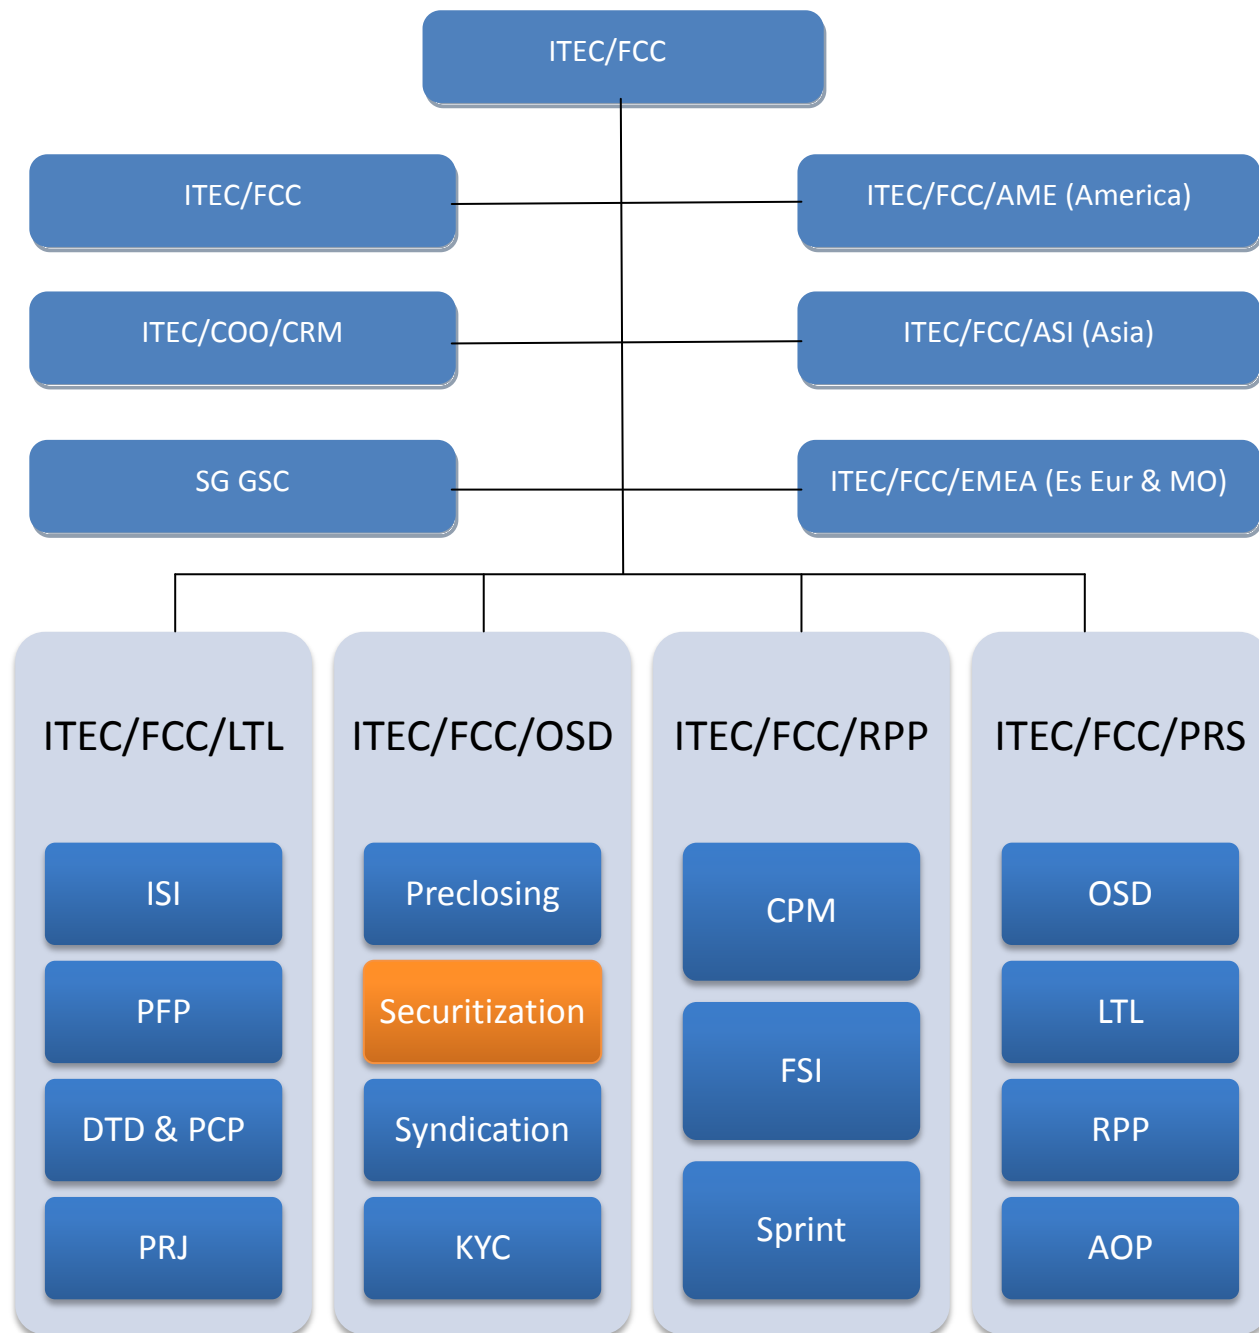 ITEC/FCC
ITEC/FCC
ITEC/FCC/AME (America)
ITEC/COO/CRM
ITEC/FCC/ASI (Asia)
SG GSC
ITEC/FCC/EMEA (Es Eur & MO)
ITEC/FCC/LTL
ISI
PFP
DTD & PCP
PRJ
ITEC/FCC/OSD
Preclosing
Securitization
Syndication
KYC
ITEC/FCC/RPP
CPM
FSI
Sprint
ITEC/FCC/PRS
OSD
LTL
RPP
AOP